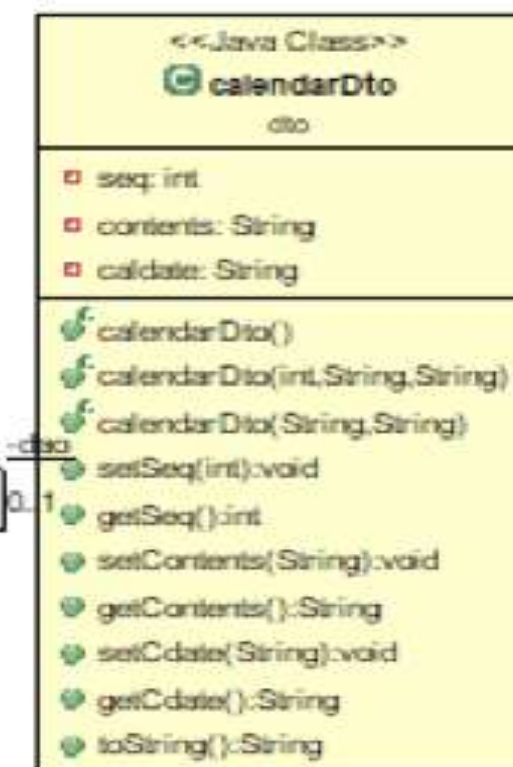 <<Java Class>>
calendarDto
dto
seq: int
contents: String
caldate: String
calendarDto()
calendarDto(int,String,String)
calendarDto(String,String)
-dao
setSeq(int):void
0..1
getSeq():int
setContents(String):void
getContents():String
setCdate(String):void
getCdate():String
toString():String